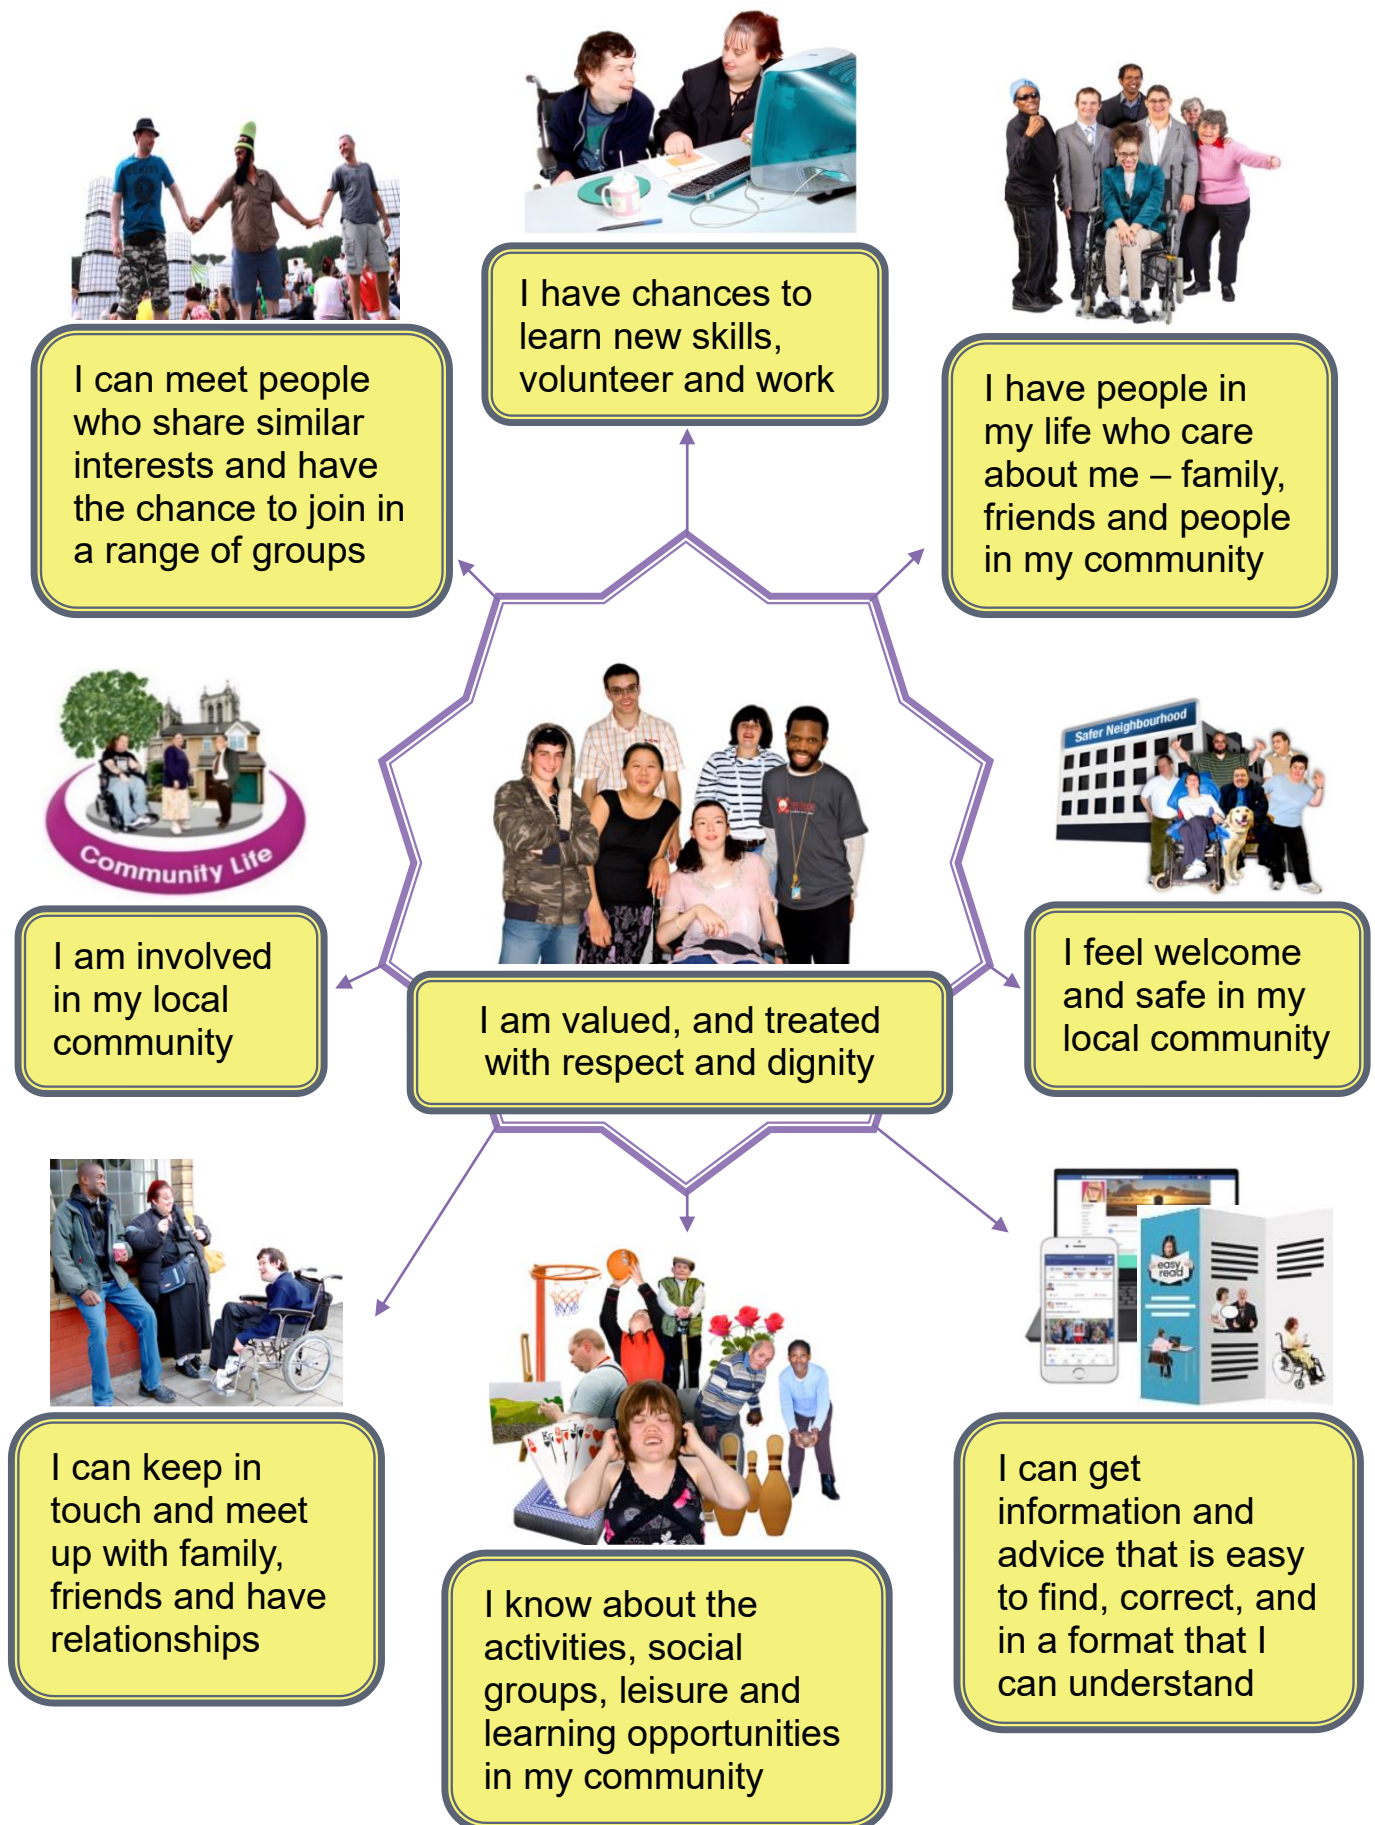 I have chances to
learn new skills,
volunteer and work
I can meet people
who share similar
interests and have
the chance to join in
a range of groups
I have people in
my life who care
about me – family,
friends and people
in my community
Community Life
Safer Neighbourhood
I am involved
in my local
community
I am valued, and treated
with respect and dignity
I feel welcome
and safe in my
local community
easy
read
A K Q J 10
I can keep in
touch and meet
up with family,
friends and have
relationships
I know about the
activities, social
groups, leisure and
learning opportunities
in my community
I can get
information and
advice that is easy
to find, correct, and
in a format that I
can understand